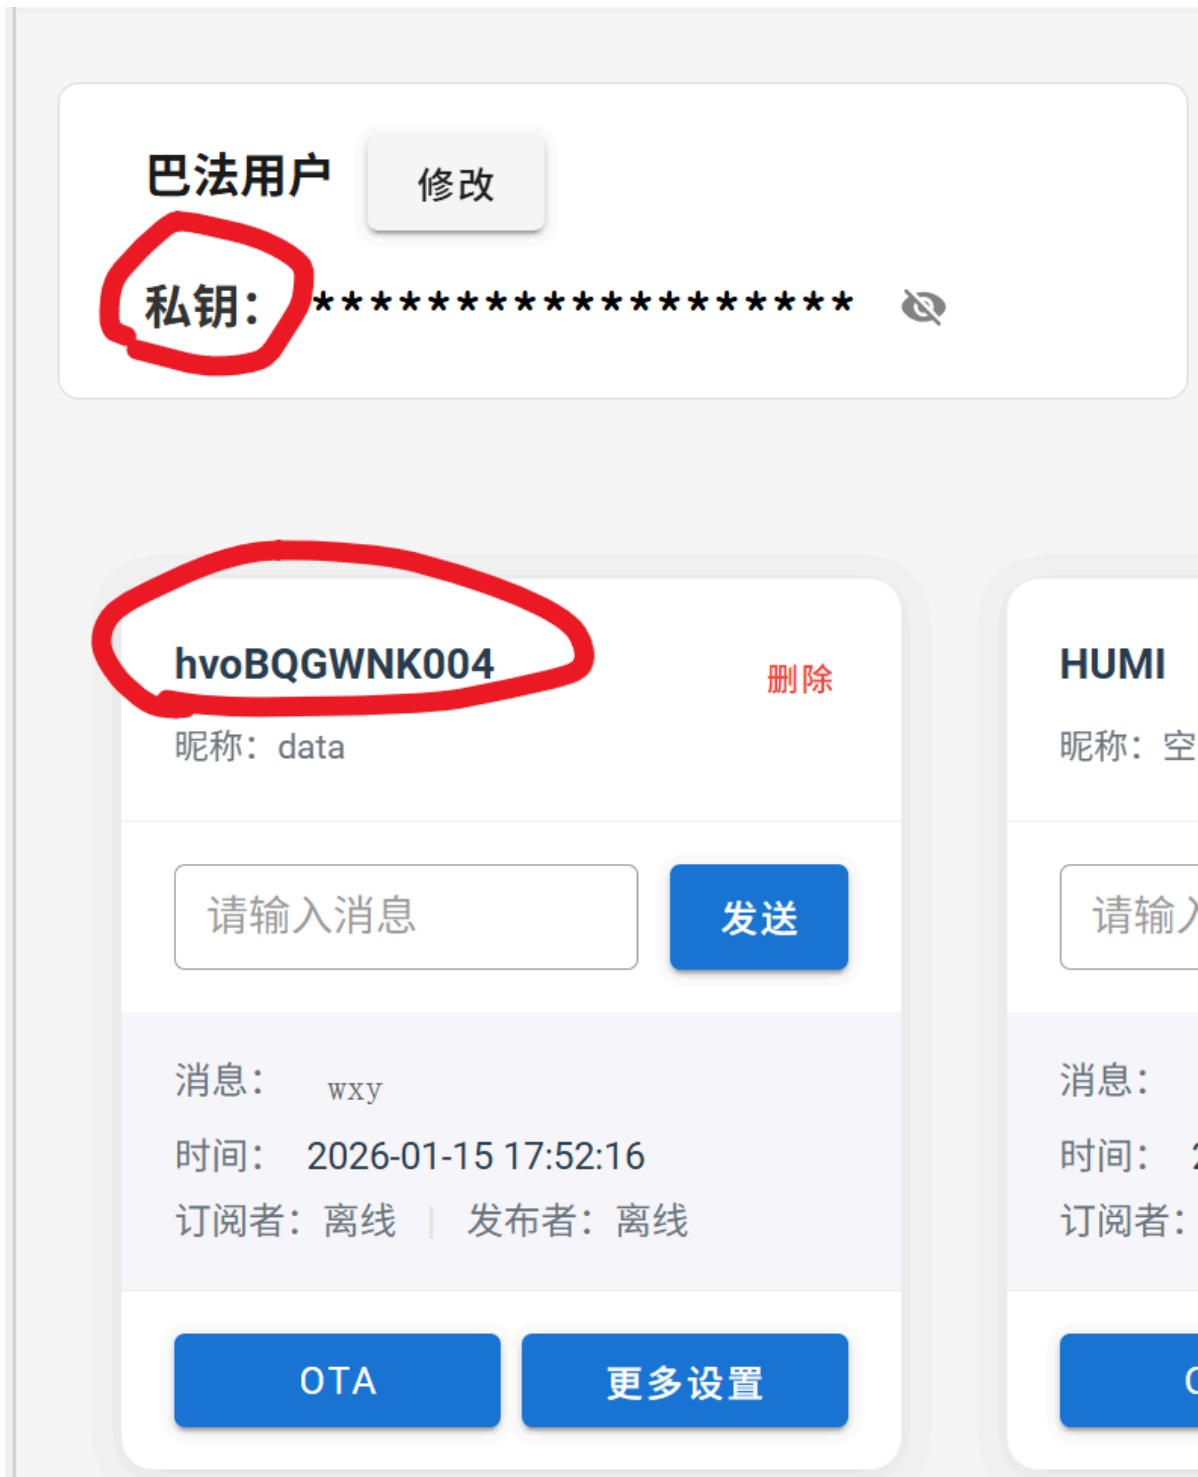 巴法用户 修改
私钥： *******************
hvoBQGWNK004 删除
昵称：data
请输入消息 发送
消息： wxy
时间： 2026-01-15 17:52:16
订阅者：离线 | 发布者：离线
OTA 更多设置
HUMI
昵称：空
请输入
消息：
时间： 2
订阅者：